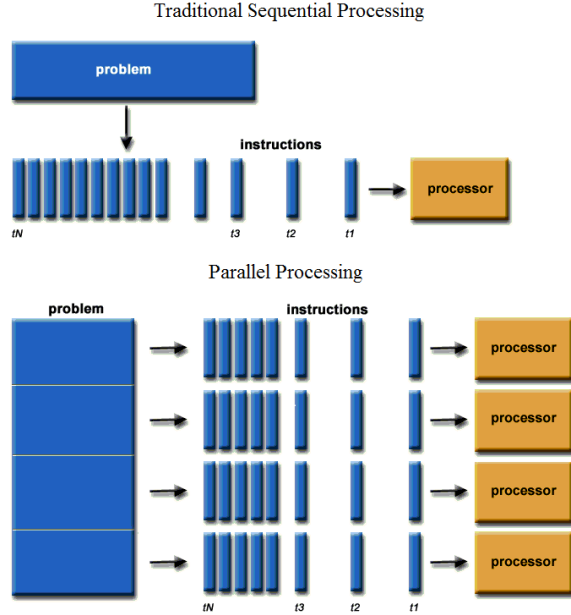 Traditional Sequential Processing
problem
instructions
processor
tN t3 t2 t1
Parallel Processing
problem instructions
processor
processor
processor
processor
tN t3 t2 t1